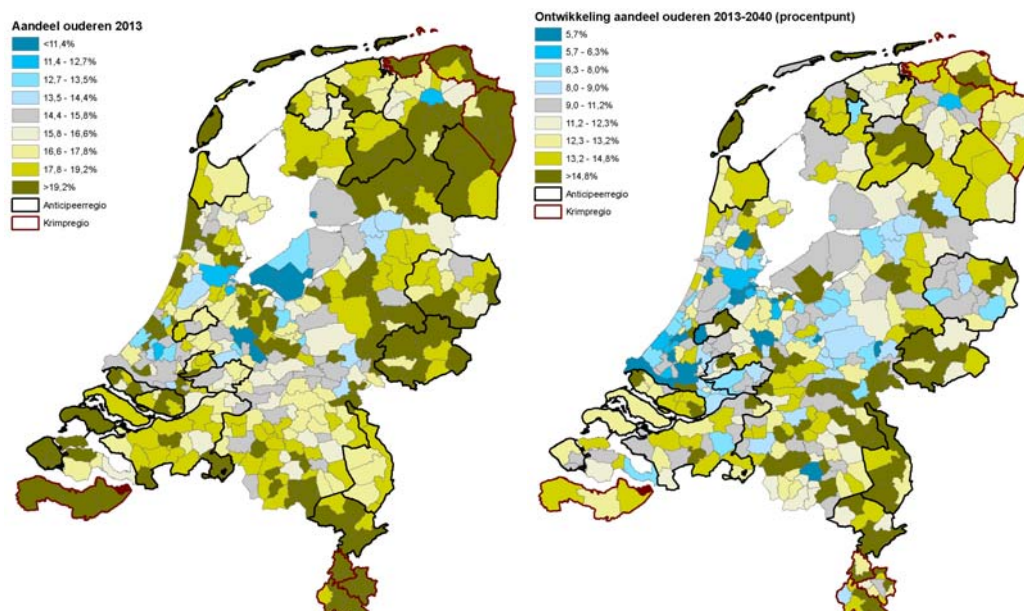 Aandeel ouderen 2013
<11,4%
11,4 - 12,7%
12,7 - 13,5%
13,5 - 14,4%
14,4 - 15,8%
15,8 - 16,6%
16,6 - 17,8%
17,8 - 19,2%
>19,2%
Anticipeerregio
Krimpregio
Ontwikkeling aandeel ouderen 2013-2040 (procentpunt)
5,7%
5,7 - 6,3%
6,3 - 8,0%
8,0 - 9,0%
9,0 - 11,2%
11,2 - 12,3%
12,3 - 13,2%
13,2 - 14,8%
>14,8%
Anticipeerregio
Krimpregio